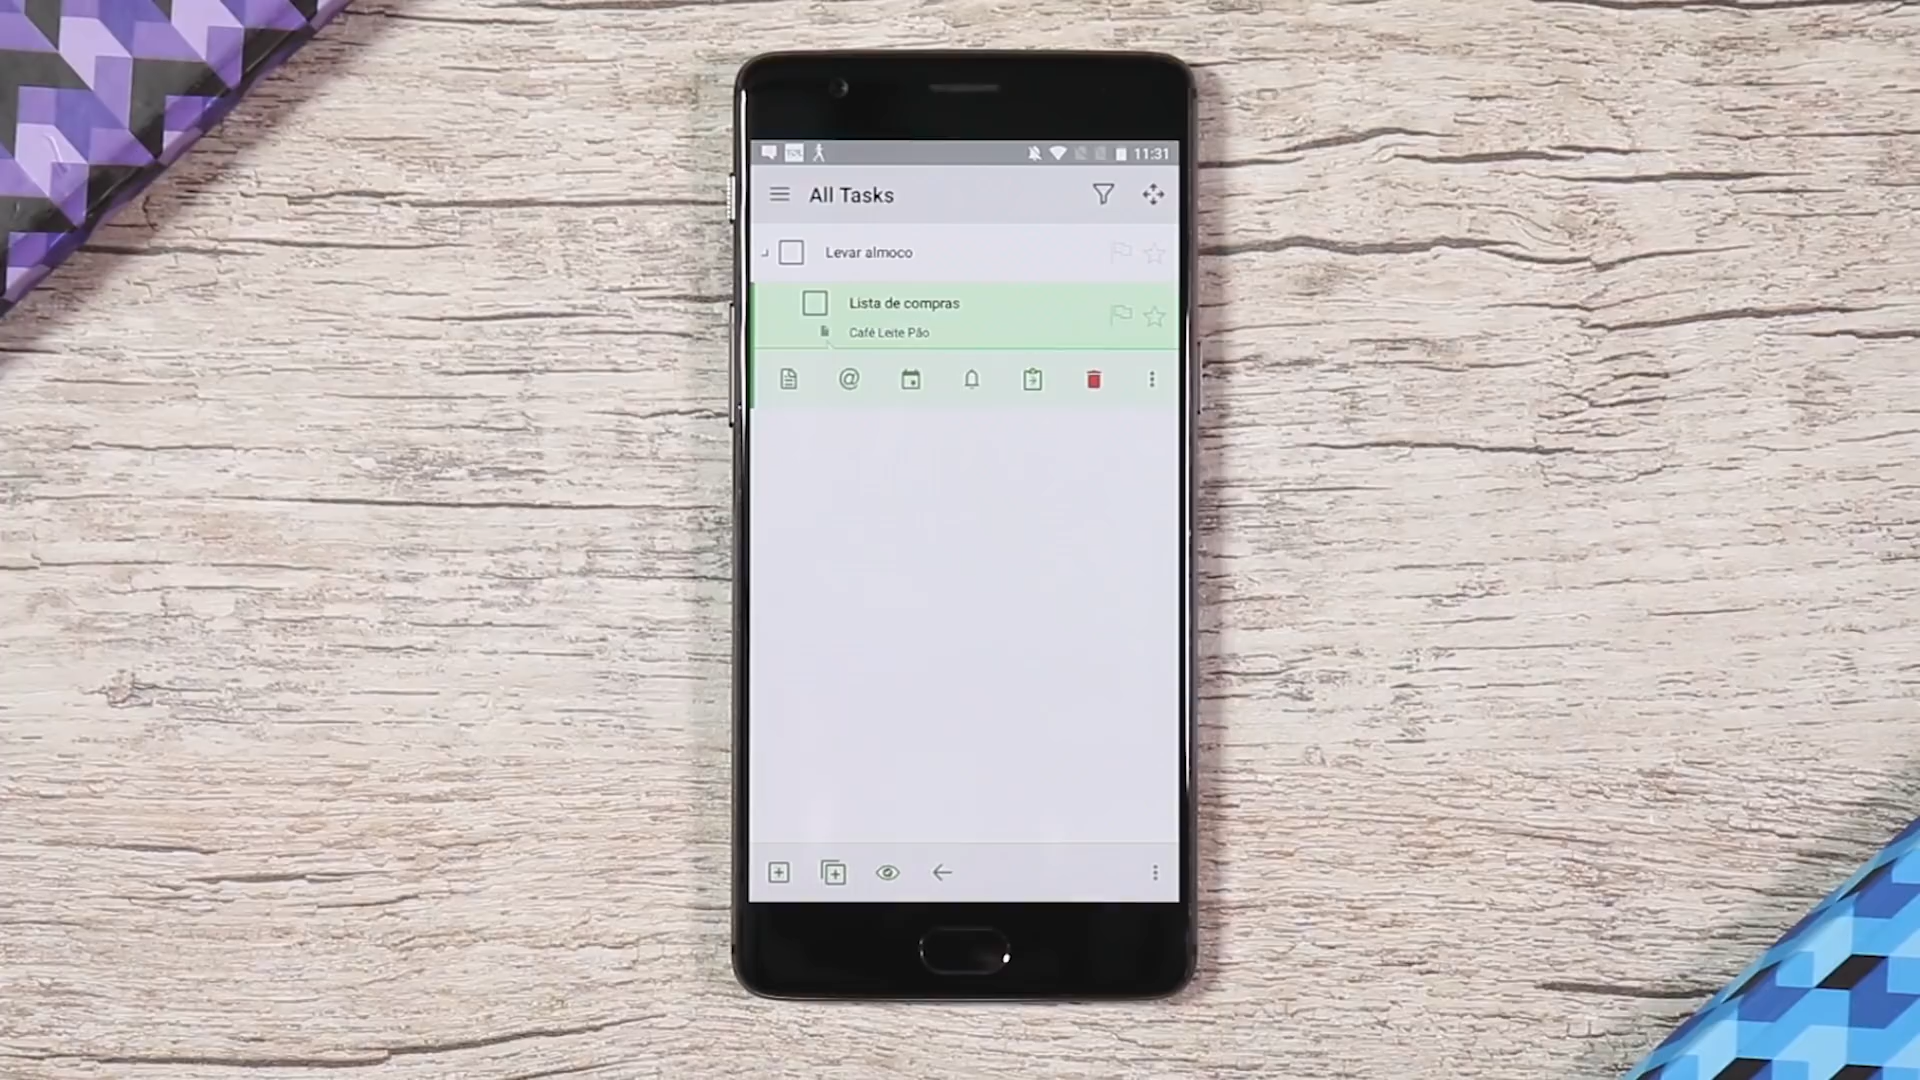 11:31
All Tasks
Levar almoco
Lista de compras
Café Leite Pão